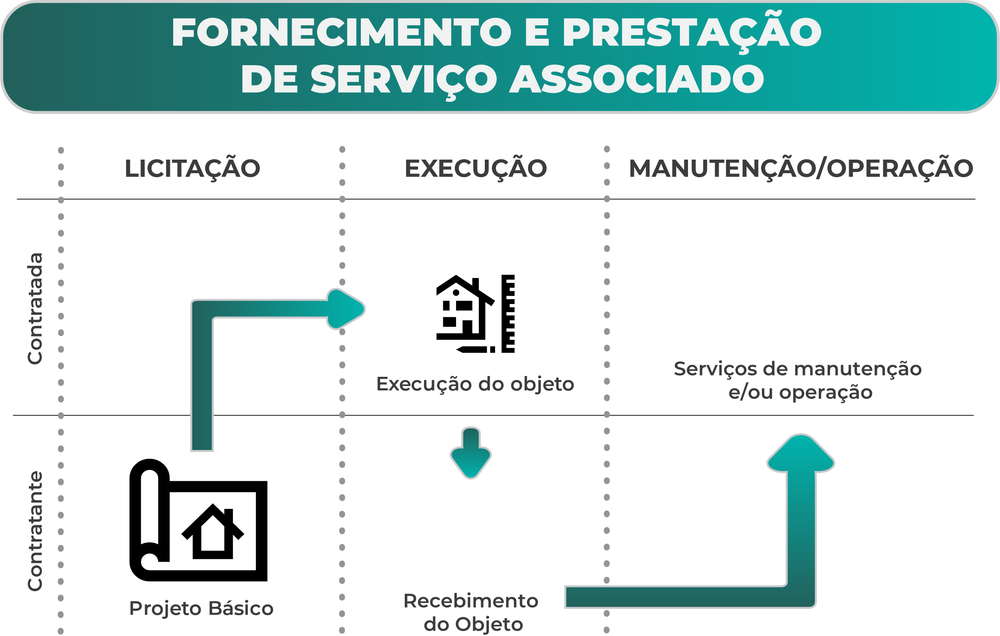 FORNECIMENTO E PRESTAÇÃO
DE SERVIÇO ASSOCIADO
LICITAÇÃO
EXECUÇÃO
MANUTENÇÃO/OPERAÇÃO
Contratada
Execução do objeto
Serviços de manutenção
e/ou operação
Contratante
Projeto Básico
Recebimento
do Objeto